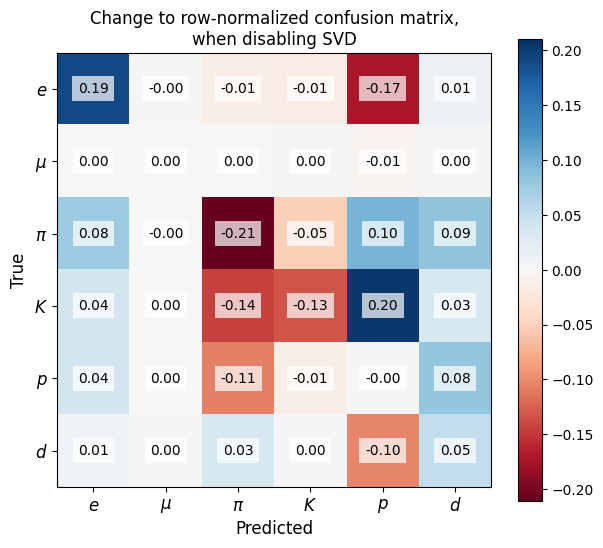 Change to row-normalized confusion matrix,
when disabling SVD
e 0.19 -0.00 -0.01 -0.01 -0.17 0.01
μ 0.00 0.00 0.00 0.00 -0.01 0.00
π 0.08 -0.00 -0.21 -0.05 0.10 0.09
K 0.04 0.00 -0.14 -0.13 0.20 0.03
p 0.04 0.00 -0.11 -0.01 -0.00 0.08
d 0.01 0.00 0.03 0.00 -0.10 0.05
e μ π K p d
Predicted
True
0.20
0.15
0.10
0.05
0.00
−0.05
−0.10
−0.15
−0.20